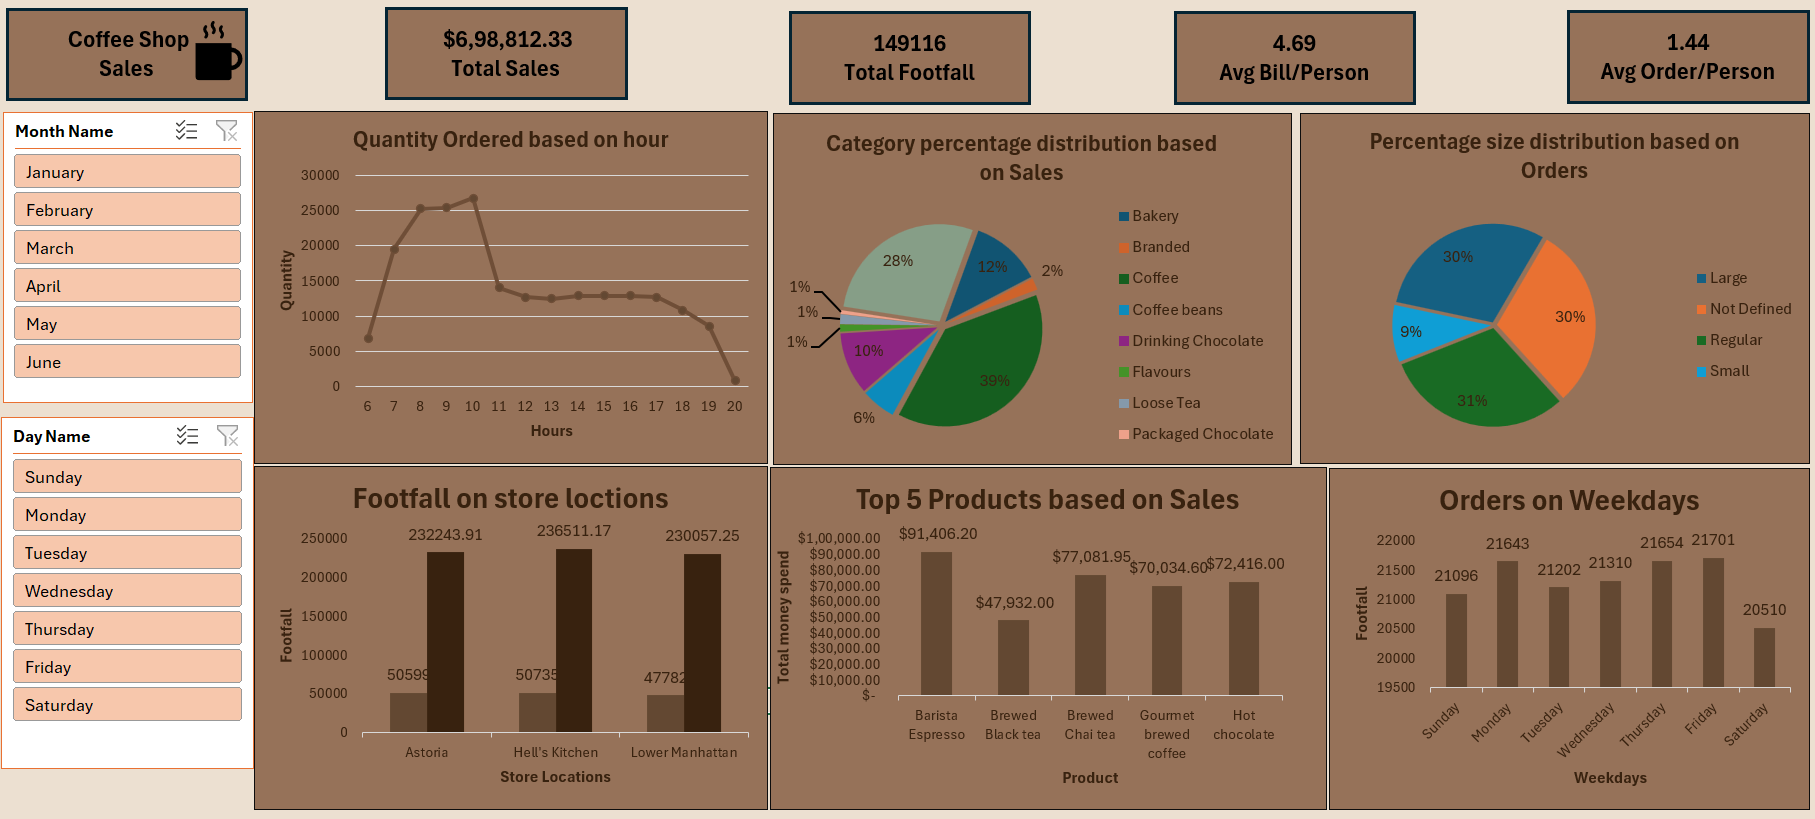 Coffee Shop
Sales
$6,98,812.33
Total Sales
149116
Total Footfall
4.69
Avg Bill/Person
1.44
Avg Order/Person
Month Name
January
February
March
April
May
June
Day Name
Sunday
Monday
Tuesday
Wednesday
Thursday
Friday
Saturday
Quantity Ordered based on hour
30000
25000
20000
15000
10000
5000
0
Quantity
6 7 8 9 10 11 12 13 14 15 16 17 18 19 20
Hours
Category percentage distribution based
on Sales
28%
12%
2%
1%
1%
1%
10%
39%
6%
Bakery
Branded
Coffee
Coffee beans
Drinking Chocolate
Flavours
Loose Tea
Packaged Chocolate
Percentage size distribution based on
Orders
30%
30%
9%
31%
Large
Not Defined
Regular
Small
Footfall on store loctions
250000
200000
150000
100000
50000
0
Footfall
232243.91
236511.17
230057.25
50599
50735
47782
Astoria
Hell's Kitchen
Lower Manhattan
Store Locations
Top 5 Products based on Sales
Total money spend
$1,00,000.00
$90,000.00
$80,000.00
$70,000.00
$60,000.00
$50,000.00
$40,000.00
$30,000.00
$20,000.00
$10,000.00
$-
$91,406.20
$47,932.00
$77,081.95
$70,034.60
$72,416.00
Barista
Espresso
Brewed
Black tea
Brewed
Chai tea
Gourmet
brewed
coffee
Hot
chocolate
Product
Orders on Weekdays
22000
21500
21000
20500
20000
19500
Footfall
21096
21643
21202
21310
21654
21701
20510
Sunday
Monday
Tuesday
Wednesday
Thursday
Friday
Saturday
Weekdays